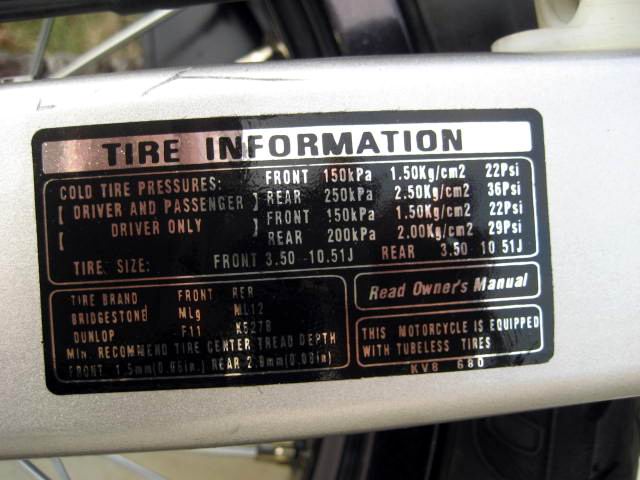 TIRE INFORMATION
COLD TIRE PRESSURES: FRONT 150kPa 1.50Kg/cm2 22Psi
[ DRIVER AND PASSENGER ] REAR 250kPa 2.50Kg/cm2 36Psi
[ DRIVER ONLY ] FRONT 150kPa 1.50Kg/cm2 22Psi
REAR 200kPa 2.00Kg/cm2 29Psi
TIRE SIZE: FRONT 3.50 - 10.51J REAR 3.50 - 10 51J
TIRE BRAND FRONT RER
BRIDGESTONE MLg ML12
DUNLOP F11 K527B
MIN. RECOMMEND TIRE CENTER TREAD DEPTH
FRONT 1.5mm(0.06in.) REAR 2.0mm(0.08in)
Read Owner's Manual
THIS MOTORCYCLE IS EQUIPPED
WITH TUBELESS TIRES
KV8 680